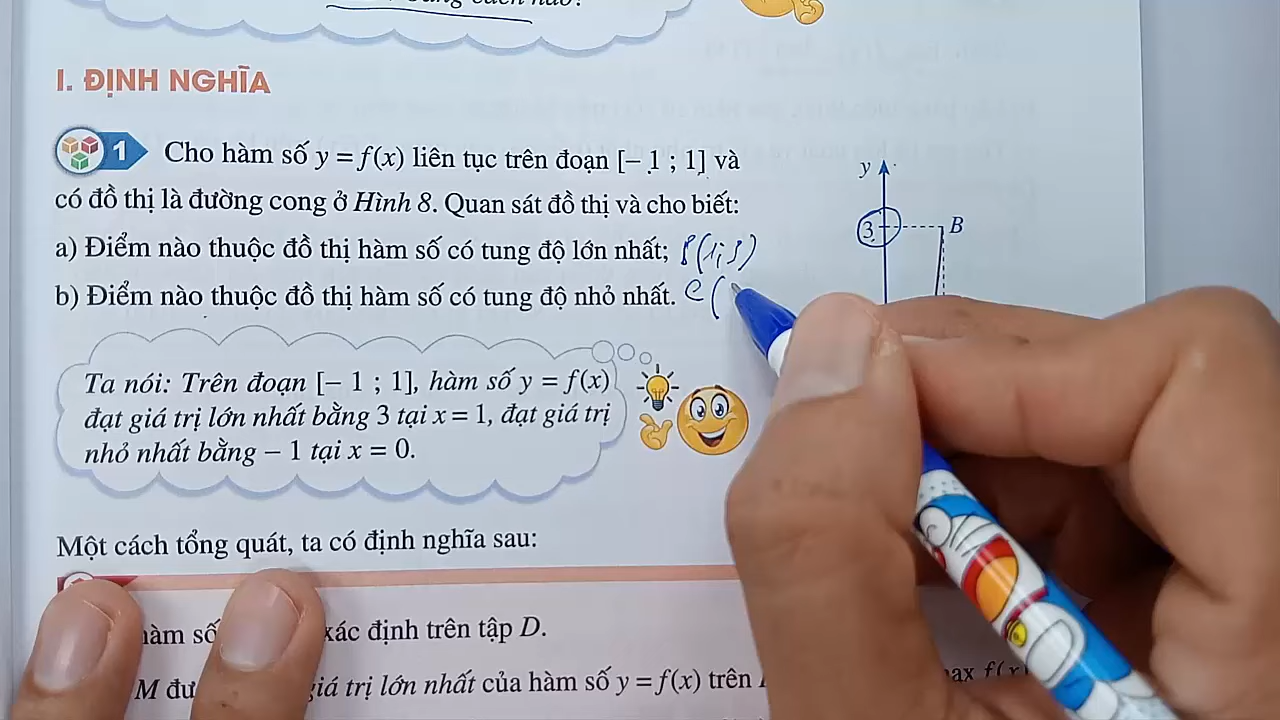 I. ĐỊNH NGHĨA
1 Cho hàm số y = f(x) liên tục trên đoạn [– 1 ; 1] và
có đồ thị là đường cong ở Hình 8. Quan sát đồ thị và cho biết:
a) Điểm nào thuộc đồ thị hàm số có tung độ lớn nhất;
b) Điểm nào thuộc đồ thị hàm số có tung độ nhỏ nhất.
y
3
B
Ta nói: Trên đoạn [– 1 ; 1], hàm số y = f(x)
đạt giá trị lớn nhất bằng 3 tại x = 1, đạt giá trị
nhỏ nhất bằng – 1 tại x = 0.
Một cách tổng quát, ta có định nghĩa sau:
hàm số xác định trên tập D.
M giá trị lớn nhất của hàm số y = f(x) trên